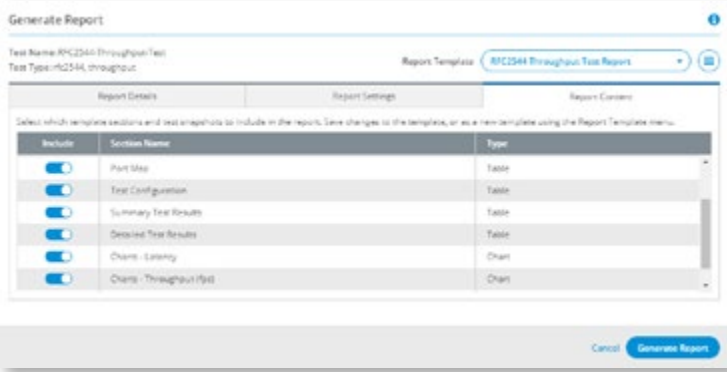 Generate Report
Test Name: RFC2544-Throughput-Test
Test Type: rfc2544, throughput
Report Template RFC2544 Throughput Test Report
Report Details Report Settings Report Content
Select which template sections and test snapshots to include in the report. Save changes to the template, or as a new template using the Report Template menu.
Include Section Name Type
Port Map Table
Test Configuration Table
Summary Test Results Table
Detailed Test Results Table
Charts - Latency Chart
Charts - Throughput (fps) Chart
Cancel Generate Report